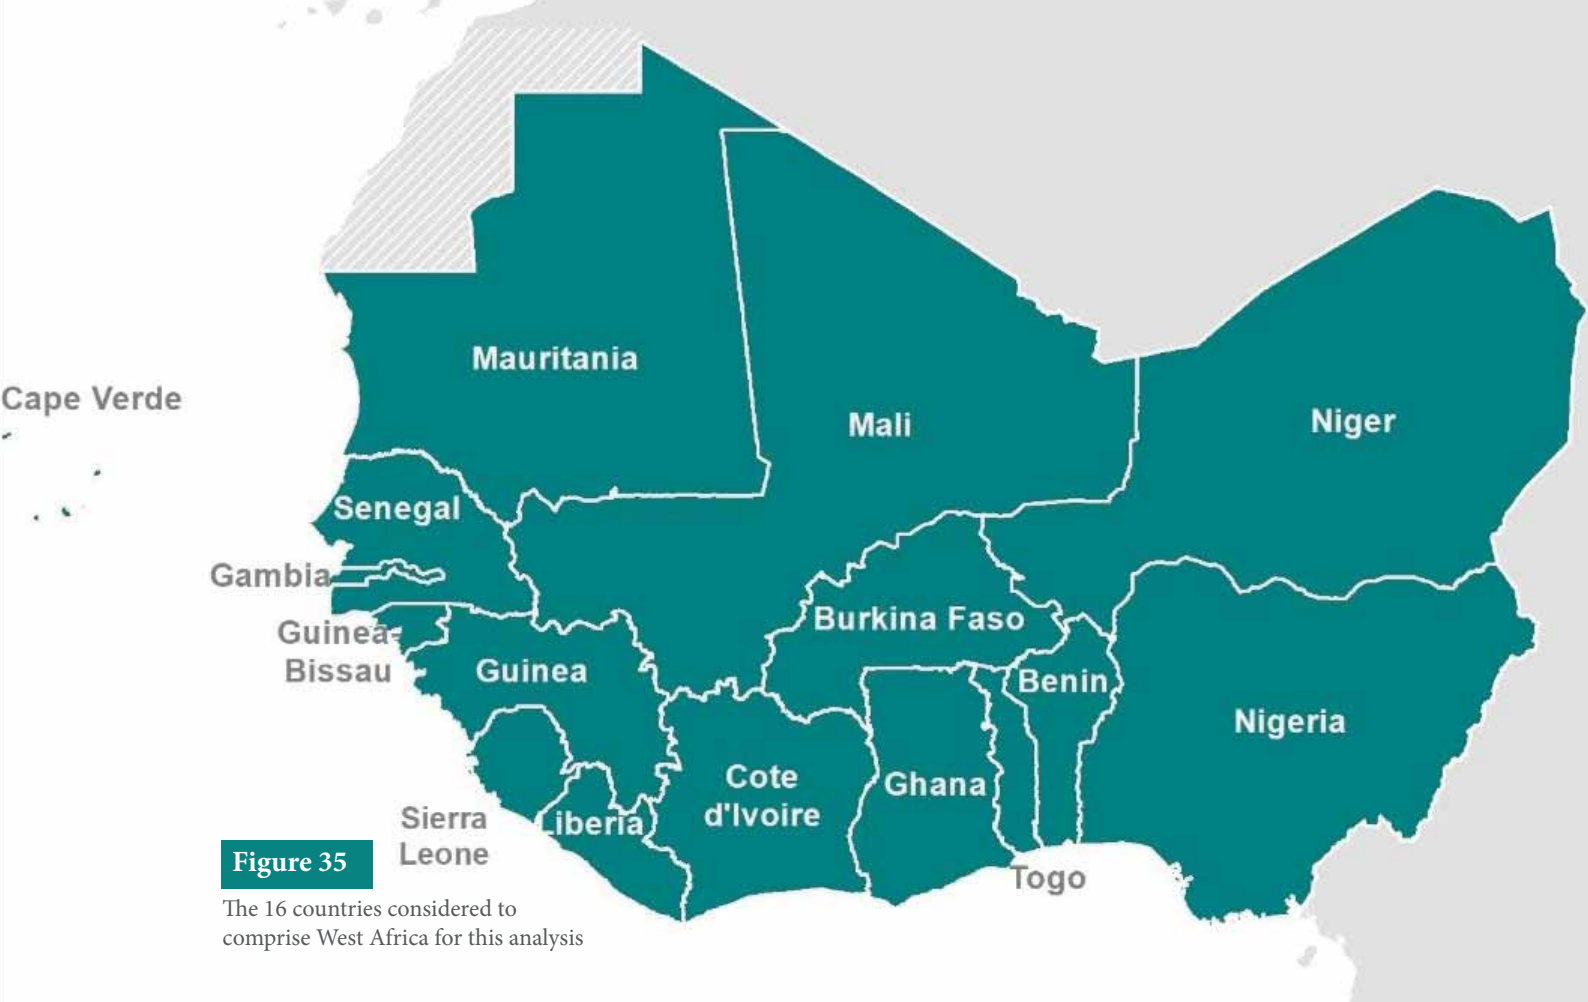 Mauritania
Cape Verde
Mali
Niger
Senegal
Gambia
Burkina Faso
Guinea-
Bissau
Guinea
Benin
Nigeria
Cote
d'Ivoire
Ghana
Sierra
Leone
Liberia
Togo
Figure 35
The 16 countries considered to
comprise West Africa for this analysis